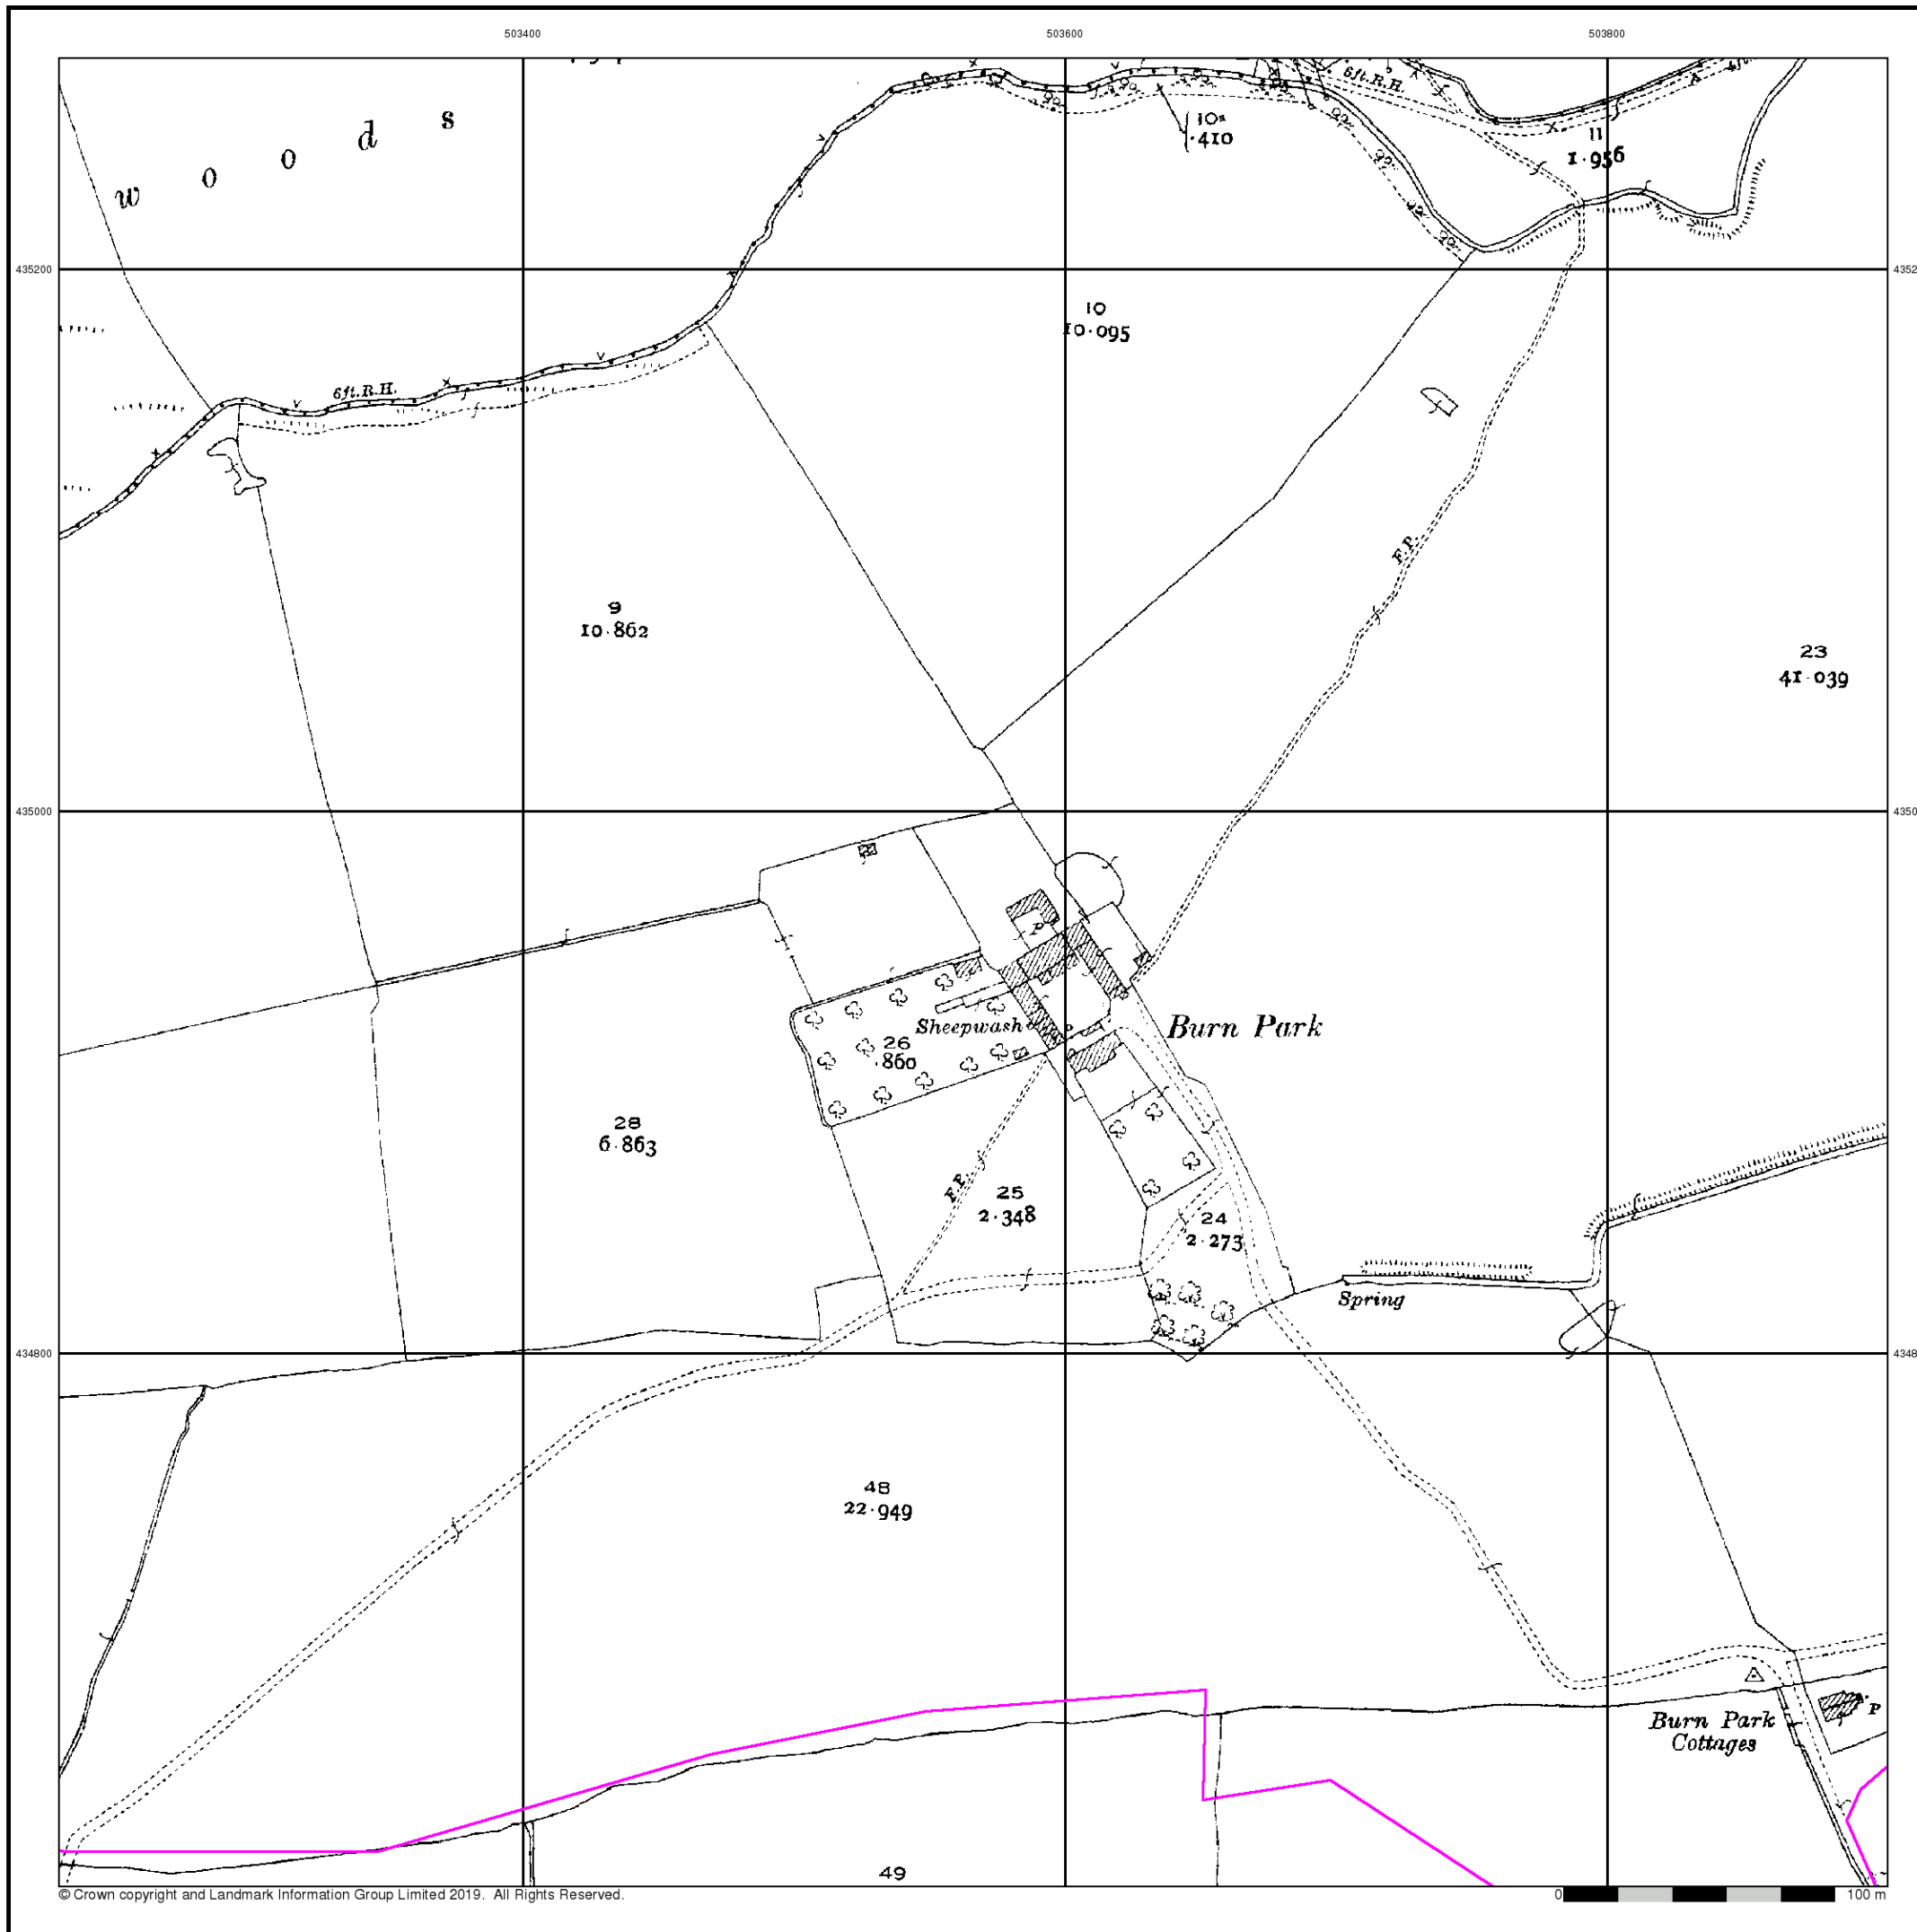 503400 503600 503800
woods
6ft.R.H.
4ft
10a
.410
11
1.956
435200
10
10.095
6ft.R.H.
F.P.
9
10.862
23
41.039
435000
P
Burn Park
Sheepwash
26
.860
28
6.863
F.P.
25
2.348
24
2.273
Spring
434800
48
22.949
Burn Park
Cottages
P
49
© Crown copyright and Landmark Information Group Limited 2019. All Rights Reserved.
0 100 m